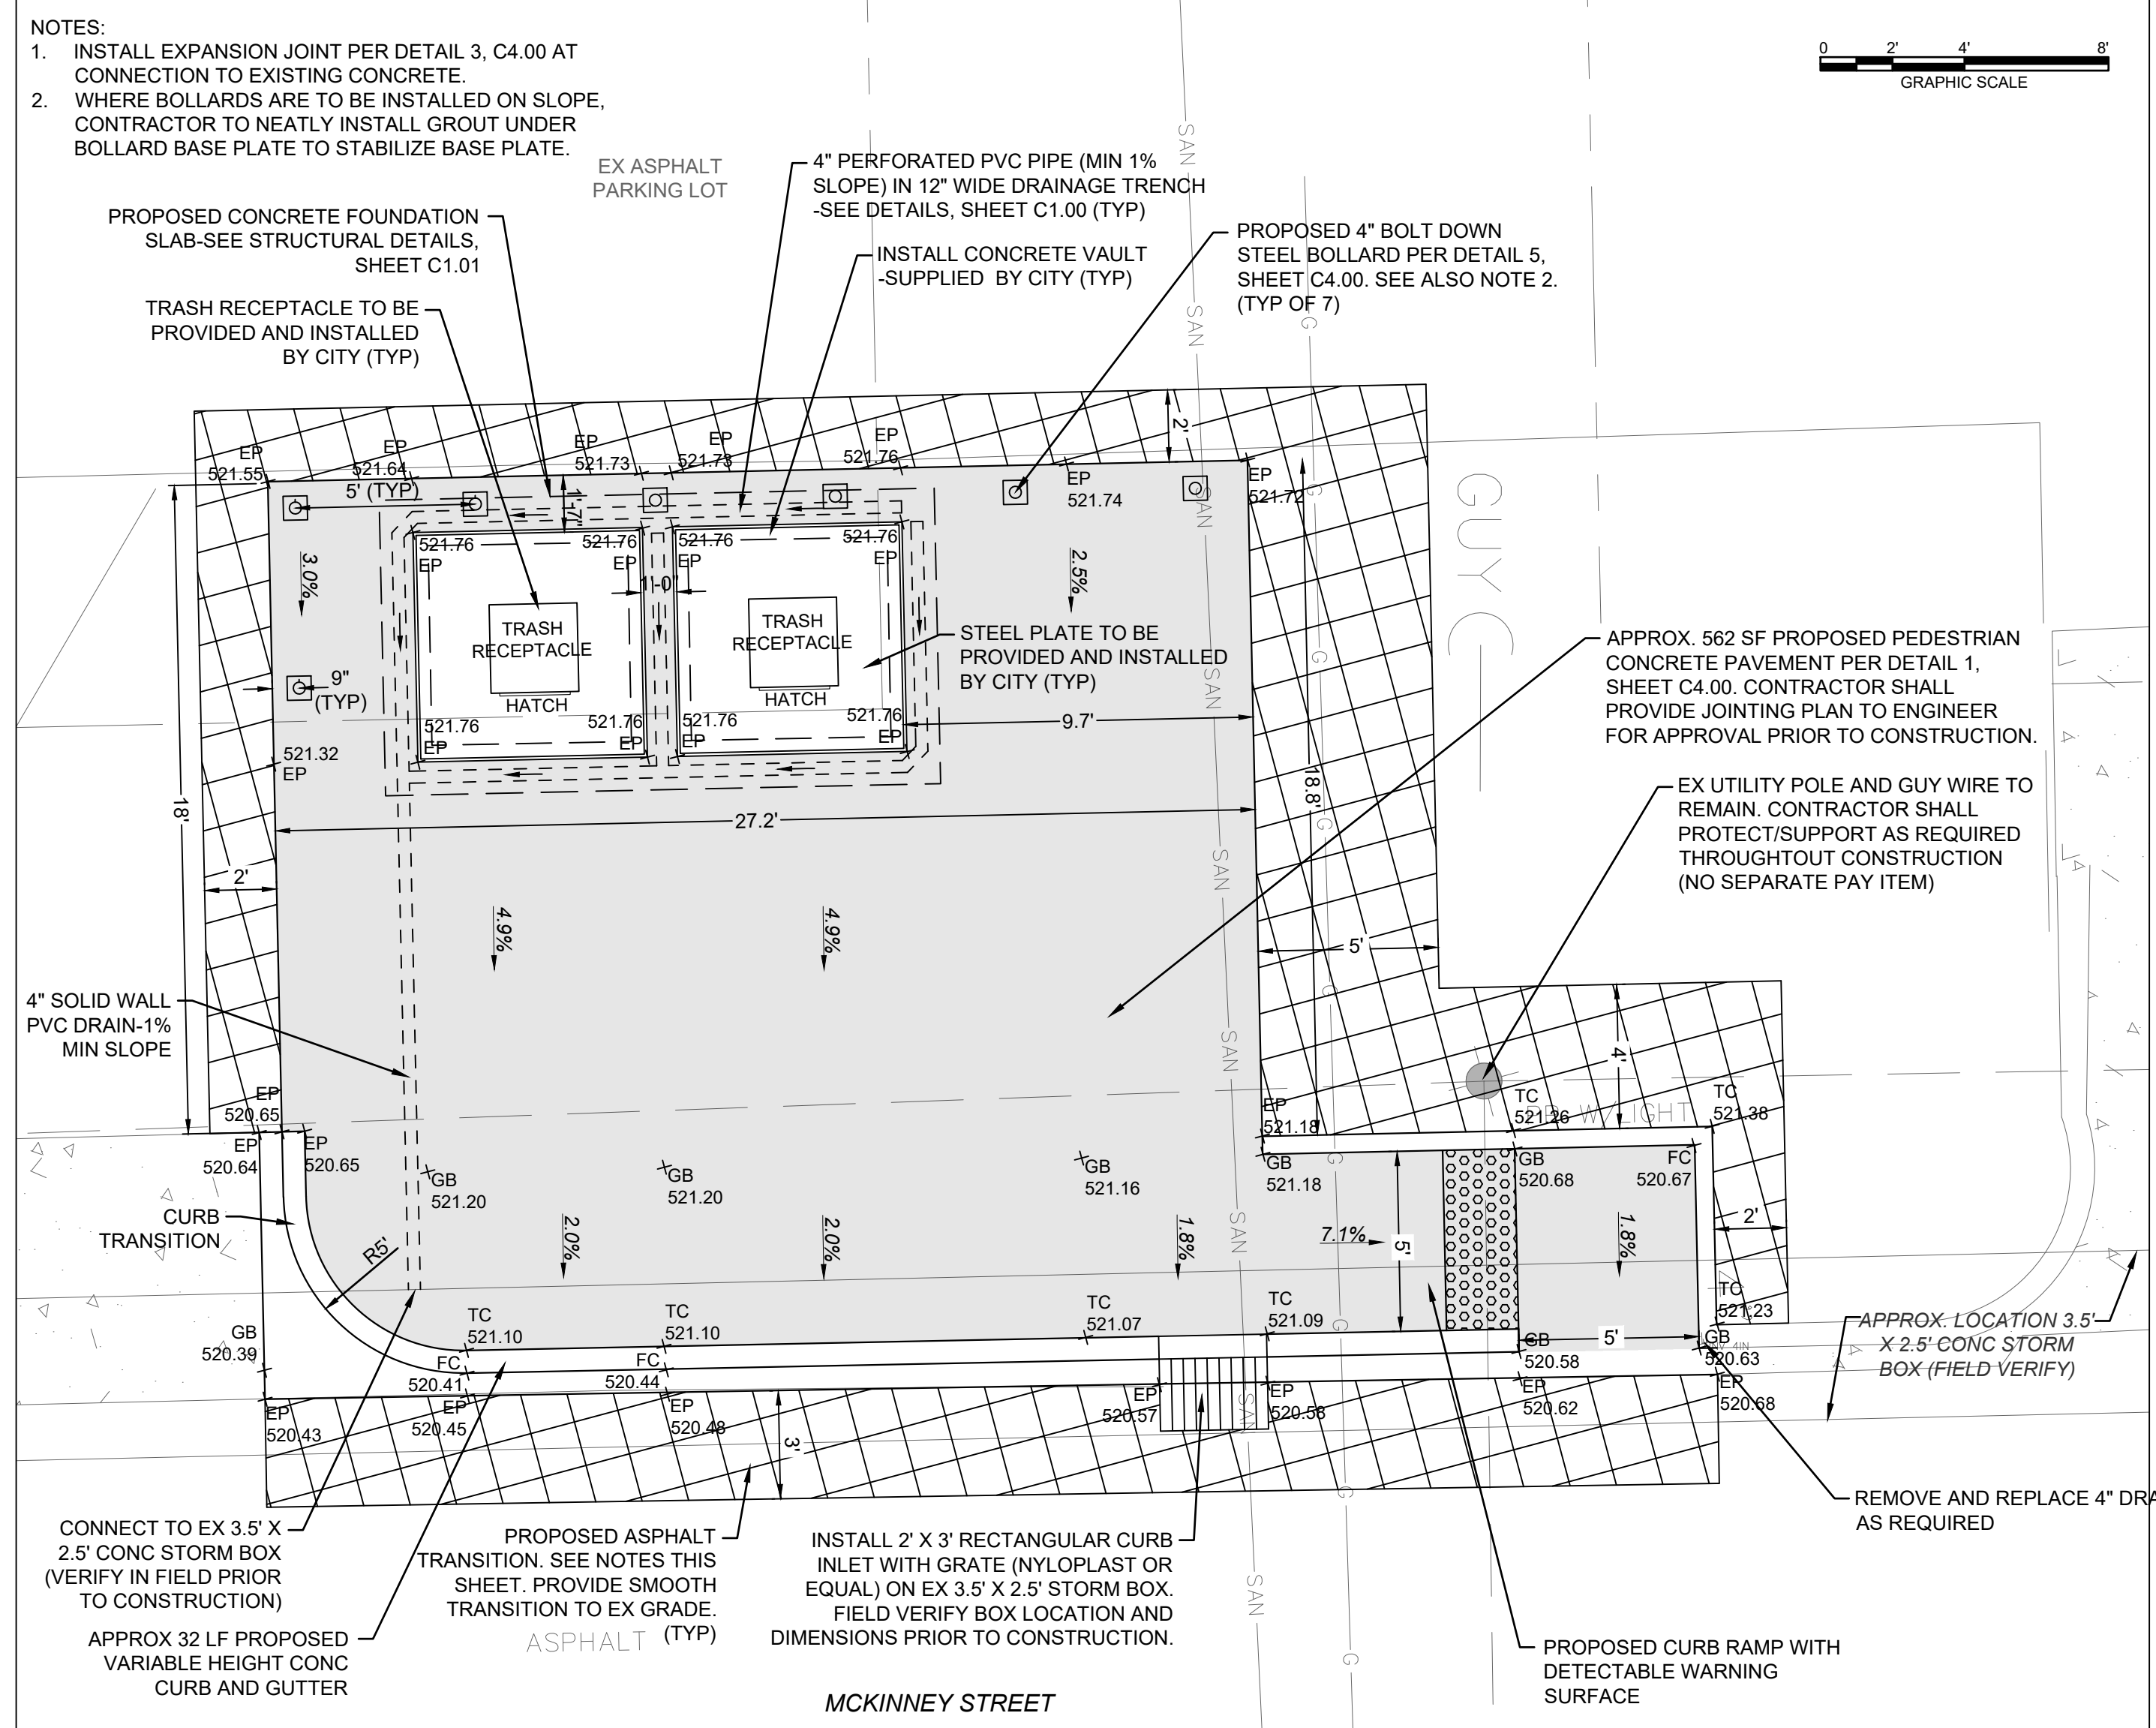 NOTES:
1. INSTALL EXPANSION JOINT PER DETAIL 3, C4.00 AT
CONNECTION TO EXISTING CONCRETE.
2. WHERE BOLLARDS ARE TO BE INSTALLED ON SLOPE,
CONTRACTOR TO NEATLY INSTALL GROUT UNDER
BOLLARD BASE PLATE TO STABILIZE BASE PLATE.
0 2' 4' 8'
GRAPHIC SCALE
EX ASPHALT
PARKING LOT
PROPOSED CONCRETE FOUNDATION
SLAB-SEE STRUCTURAL DETAILS,
SHEET C1.01
TRASH RECEPTACLE TO BE
PROVIDED AND INSTALLED
BY CITY (TYP)
4" PERFORATED PVC PIPE (MIN 1%
SLOPE) IN 12" WIDE DRAINAGE TRENCH
-SEE DETAILS, SHEET C1.00 (TYP)
INSTALL CONCRETE VAULT
-SUPPLIED BY CITY (TYP)
PROPOSED 4" BOLT DOWN
STEEL BOLLARD PER DETAIL 5,
SHEET C4.00. SEE ALSO NOTE 2.
(TYP OF 7)
SAN
SAN
SAN
SAN
SAN
SAN
SAN
SAN
SAN
G
G
G
G
G
G
G
G
G
G
EP
521.55
EP
521.64
EP
521.73
EP
521.73
EP
521.76
EP
521.74
EP
521.72
2'
5' (TYP)
1'-7"
521.76
EP
521.76
EP
521.76
EP
521.76
EP
1'-0"
3.0%
2.5%
TRASH
RECEPTACLE
HATCH
TRASH
RECEPTACLE
HATCH
9"
(TYP)
521.76
EP
521.76
EP
521.76
EP
521.76
EP
STEEL PLATE TO BE
PROVIDED AND INSTALLED
BY CITY (TYP)
9.7'
521.32
EP
18'
27.2'
18.8'
2'
5'
4.9%
4.9%
GUY
APPROX. 562 SF PROPOSED PEDESTRIAN
CONCRETE PAVEMENT PER DETAIL 1,
SHEET C4.00. CONTRACTOR SHALL
PROVIDE JOINTING PLAN TO ENGINEER
FOR APPROVAL PRIOR TO CONSTRUCTION.
EX UTILITY POLE AND GUY WIRE TO
REMAIN. CONTRACTOR SHALL
PROTECT/SUPPORT AS REQUIRED
THROUGHTOUT CONSTRUCTION
(NO SEPARATE PAY ITEM)
4" SOLID WALL
PVC DRAIN-1%
MIN SLOPE
4'
EP
520.65
EP
520.64
EP
520.65
EP
521.18
TC
521.26
W/LIGHT
TC
521.38
GB
521.20
GB
521.20
GB
521.16
GB
521.18
GB
520.68
FC
520.67
CURB
TRANSITION
R5'
2.0%
2.0%
1.8%
7.1%
5'
1.8%
2'
GB
520.39
TC
521.10
TC
521.10
TC
521.07
TC
521.09
TC
521.23
FC
520.41
FC
520.44
GB
520.58
5'
GB
520.63
EP
520.43
EP
520.45
EP
520.48
EP
520.57
EP
520.58
EP
520.62
EP
520.68
3'
APPROX. LOCATION 3.5'
X 2.5' CONC STORM
BOX (FIELD VERIFY)
REMOVE AND REPLACE 4" DRA
AS REQUIRED
CONNECT TO EX 3.5' X
2.5' CONC STORM BOX
(VERIFY IN FIELD PRIOR
TO CONSTRUCTION)
APPROX 32 LF PROPOSED
VARIABLE HEIGHT CONC
CURB AND GUTTER
PROPOSED ASPHALT
TRANSITION. SEE NOTES THIS
SHEET. PROVIDE SMOOTH
TRANSITION TO EX GRADE.
(TYP)
ASPHALT
INSTALL 2' X 3' RECTANGULAR CURB
INLET WITH GRATE (NYLOPLAST OR
EQUAL) ON EX 3.5' X 2.5' STORM BOX.
FIELD VERIFY BOX LOCATION AND
DIMENSIONS PRIOR TO CONSTRUCTION.
PROPOSED CURB RAMP WITH
DETECTABLE WARNING
SURFACE
MCKINNEY STREET